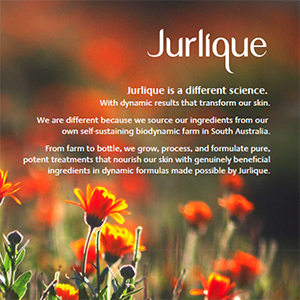 Jurlique
Jurlique is a different science.
With dynamic results that transform our skin.
We are different because we source our ingredients from our
own self-sustaining biodynamic farm in South Australia.
From farm to bottle, we grow, process, and formulate pure,
potent treatments that nourish our skin with genuinely beneficial
ingredients in dynamic formulas made possible by Jurlique.